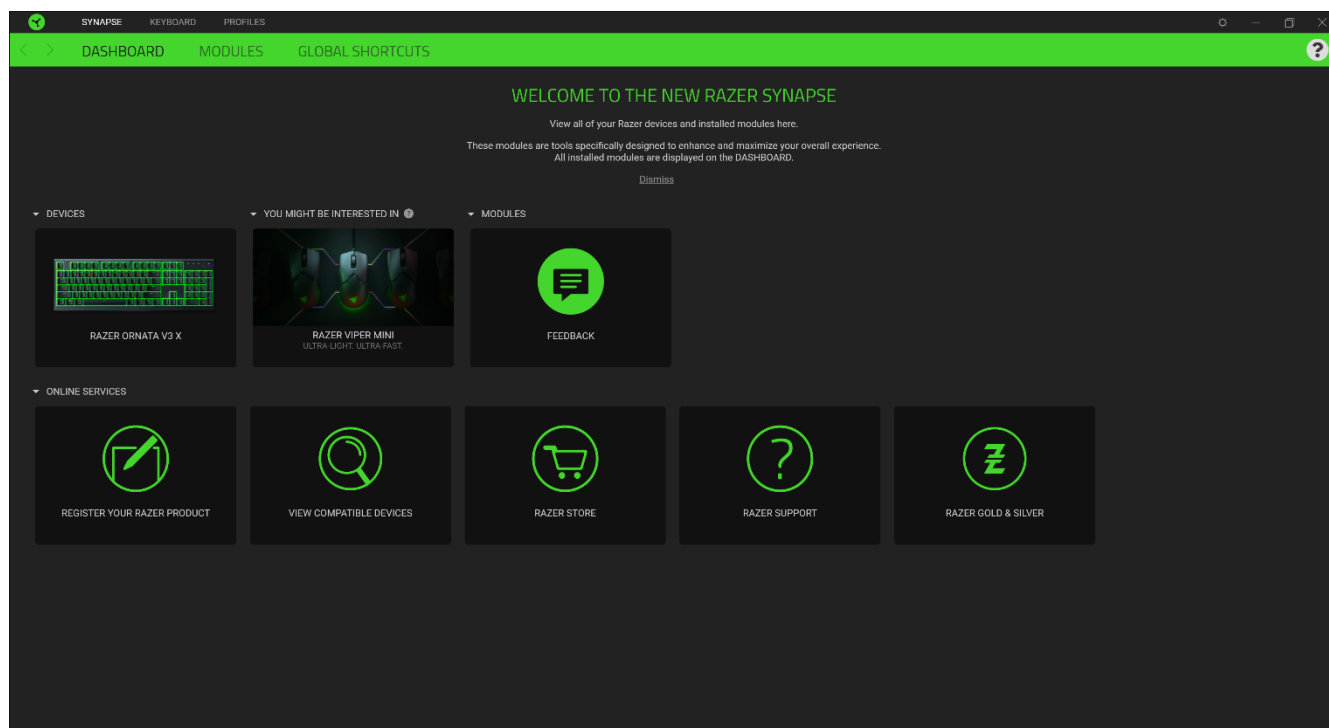 SYNAPSE KEYBOARD PROFILES
DASHBOARD MODULES GLOBAL SHORTCUTS ?
WELCOME TO THE NEW RAZER SYNAPSE
View all of your Razer devices and installed modules here.
These modules are tools specifically designed to enhance and maximize your overall experience.
All installed modules are displayed on the DASHBOARD.
Dismiss
DEVICES
YOU MIGHT BE INTERESTED IN ?
MODULES
RAZER ORNATA V3 X
RAZER VIPER MINI
ULTRA-LIGHT. ULTRA-FAST.
FEEDBACK
ONLINE SERVICES
REGISTER YOUR RAZER PRODUCT
VIEW COMPATIBLE DEVICES
RAZER STORE
RAZER SUPPORT
RAZER GOLD & SILVER